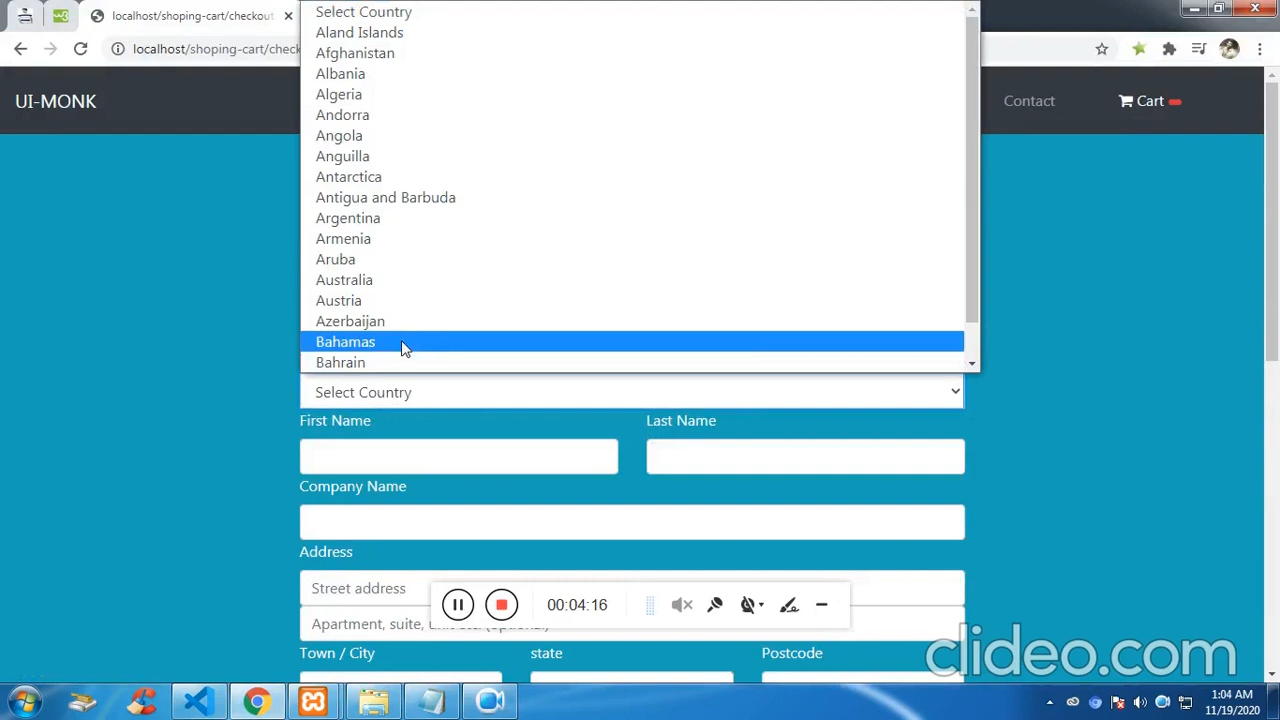 localhost/shoping-cart/checkout
localhost/shoping-cart/check
UI-MONK
Contact
Cart
Select Country
Aland Islands
Afghanistan
Albania
Algeria
Andorra
Angola
Anguilla
Antarctica
Antigua and Barbuda
Argentina
Armenia
Aruba
Australia
Austria
Azerbaijan
Bahamas
Bahrain
Select Country
First Name
Last Name
Company Name
Address
Street address
00:04:16
Apartment, suite,
(optional)
clideo.com
Town / City
state
Postcode
1:04 AM
11/19/2020